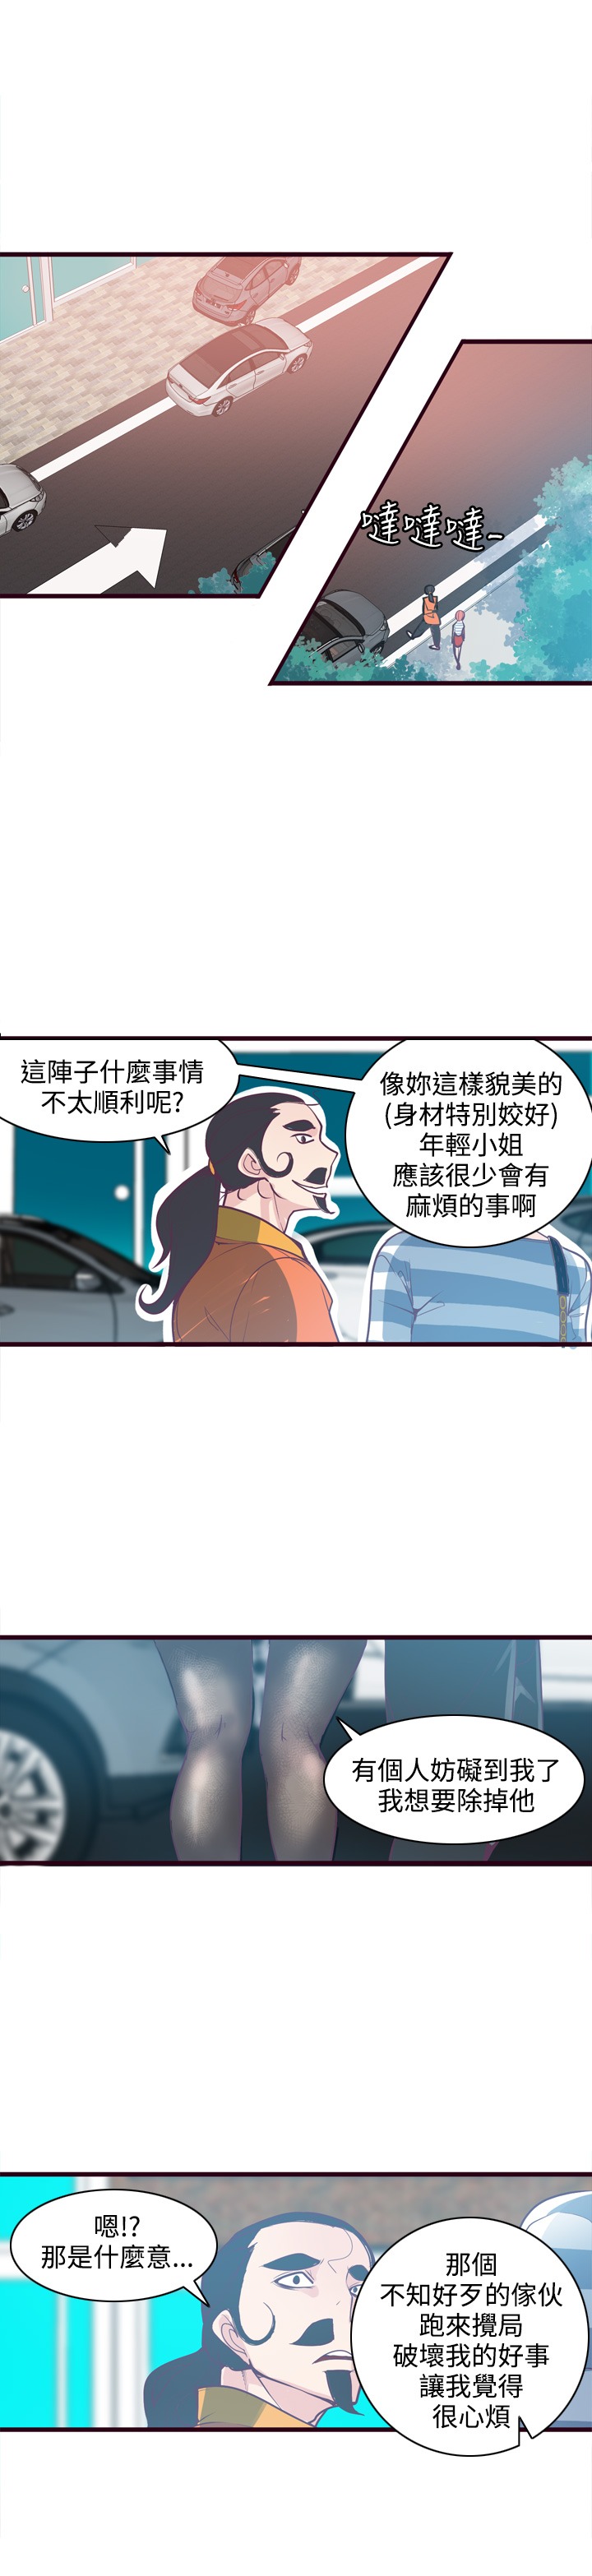 噠噠噠-
這陣子什麼事情
不太順利呢?
像妳這樣貌美的
(身材特別姣好)
年輕小姐
應該很少會有
麻煩的事啊
有個人妨礙到我了
我想要除掉他
嗯!?
那是什麼意...
那個
不知好歹的傢伙
跑來攪局
破壞我的好事
讓我覺得
很心煩